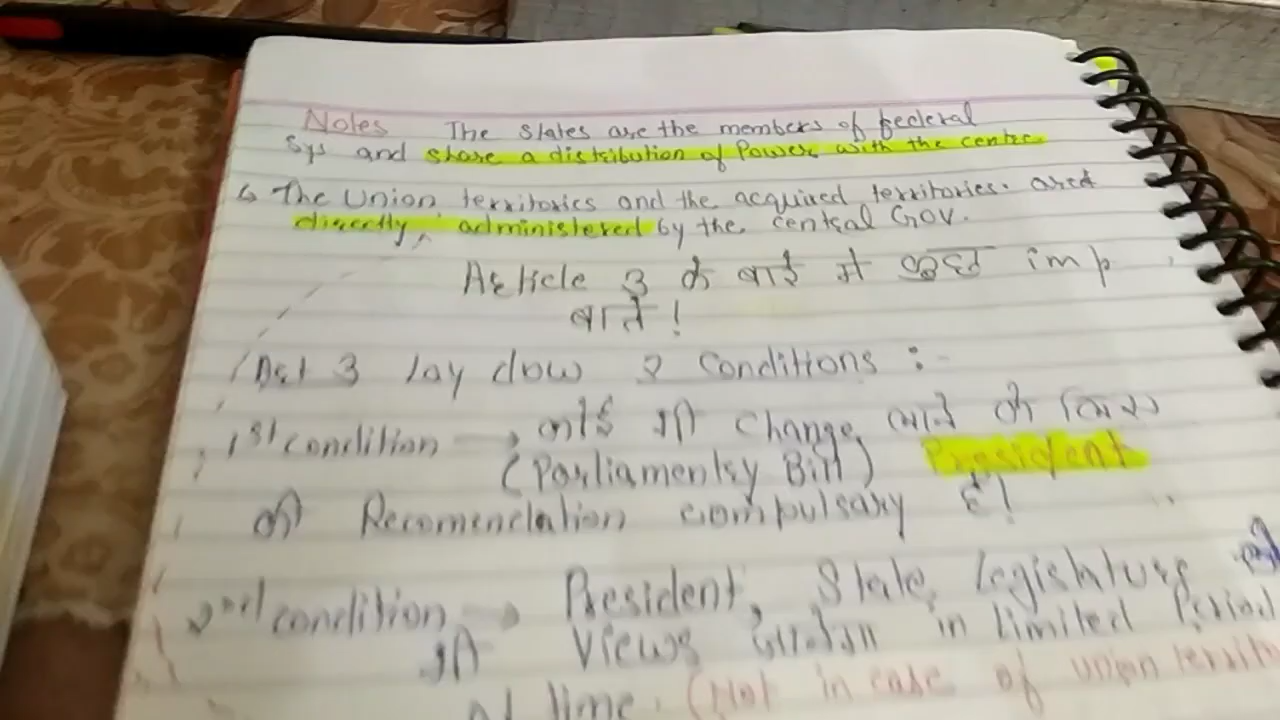 Notes The States are the members of federal
Sys and share a distribution of Power with the centre
The Union territories and the acquired territories. ared
directly, administered by the central Gov.
Article 3 के बारे मे कुछ imp
बाते!
Art 3 lay dow 2 Conditions :-
1st condition → कोई भी Change लाने के लिए
(Parliamentry Bill) President
की Recomendation compulsary है!
2nd condition → President, State Legislature की
भी Views in limited Period
of time. (Not in case of union territo